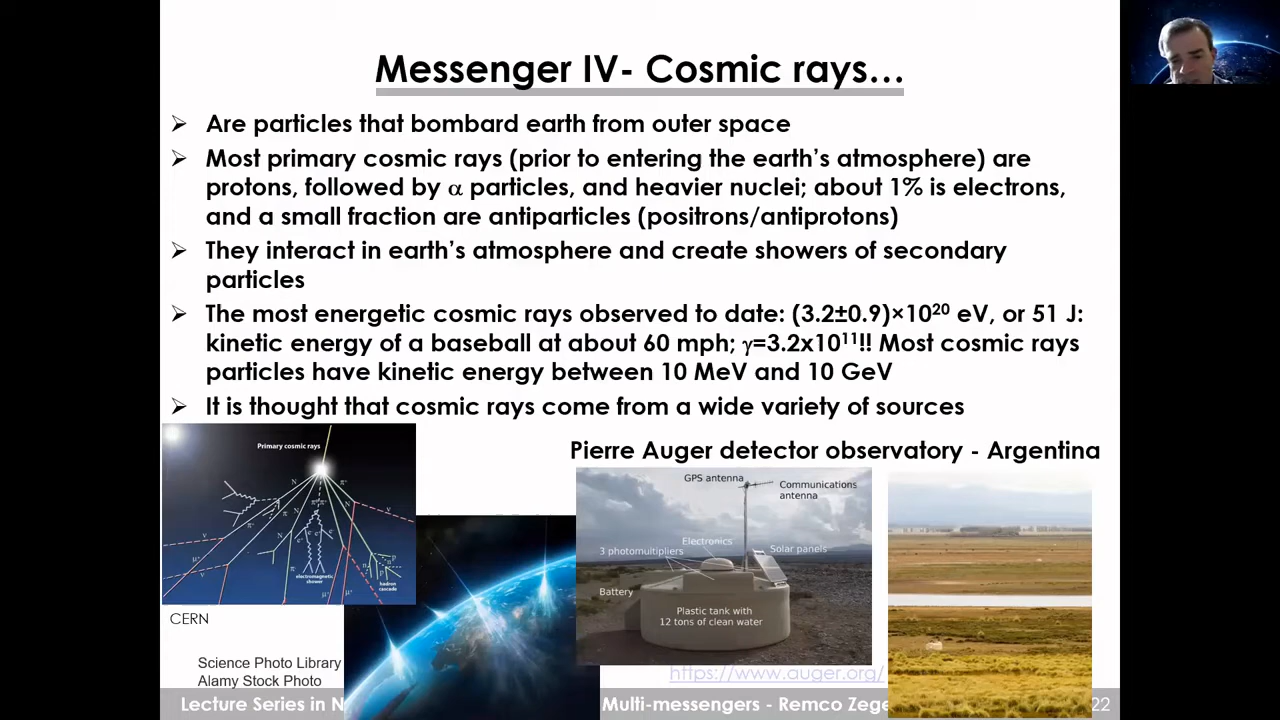 Messenger IV- Cosmic rays…
➢ Are particles that bombard earth from outer space
➢ Most primary cosmic rays (prior to entering the earth’s atmosphere) are
protons, followed by α particles, and heavier nuclei; about 1% is electrons,
and a small fraction are antiparticles (positrons/antiprotons)
➢ They interact in earth’s atmosphere and create showers of secondary
particles
➢ The most energetic cosmic rays observed to date: (3.2±0.9)×10²⁰ eV, or 51 J:
kinetic energy of a baseball at about 60 mph; γ=3.2x10¹¹!! Most cosmic rays
particles have kinetic energy between 10 MeV and 10 GeV
➢ It is thought that cosmic rays come from a wide variety of sources
Primary cosmic rays
electromagnetic
shower
hadron
cascade
CERN
Science Photo Library
Alamy Stock Photo
Pierre Auger detector observatory - Argentina
GPS antenna
Communications
antenna
Electronics
3 photomultipliers
Solar panels
Battery
Plastic tank with
12 tons of clean water
https://www.auger.org/
Lecture Series in N
Multi-messengers - Remco Zege
22